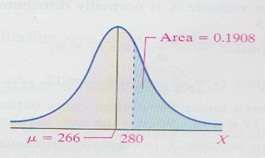 Area = 0.1908
μ = 266
280
X